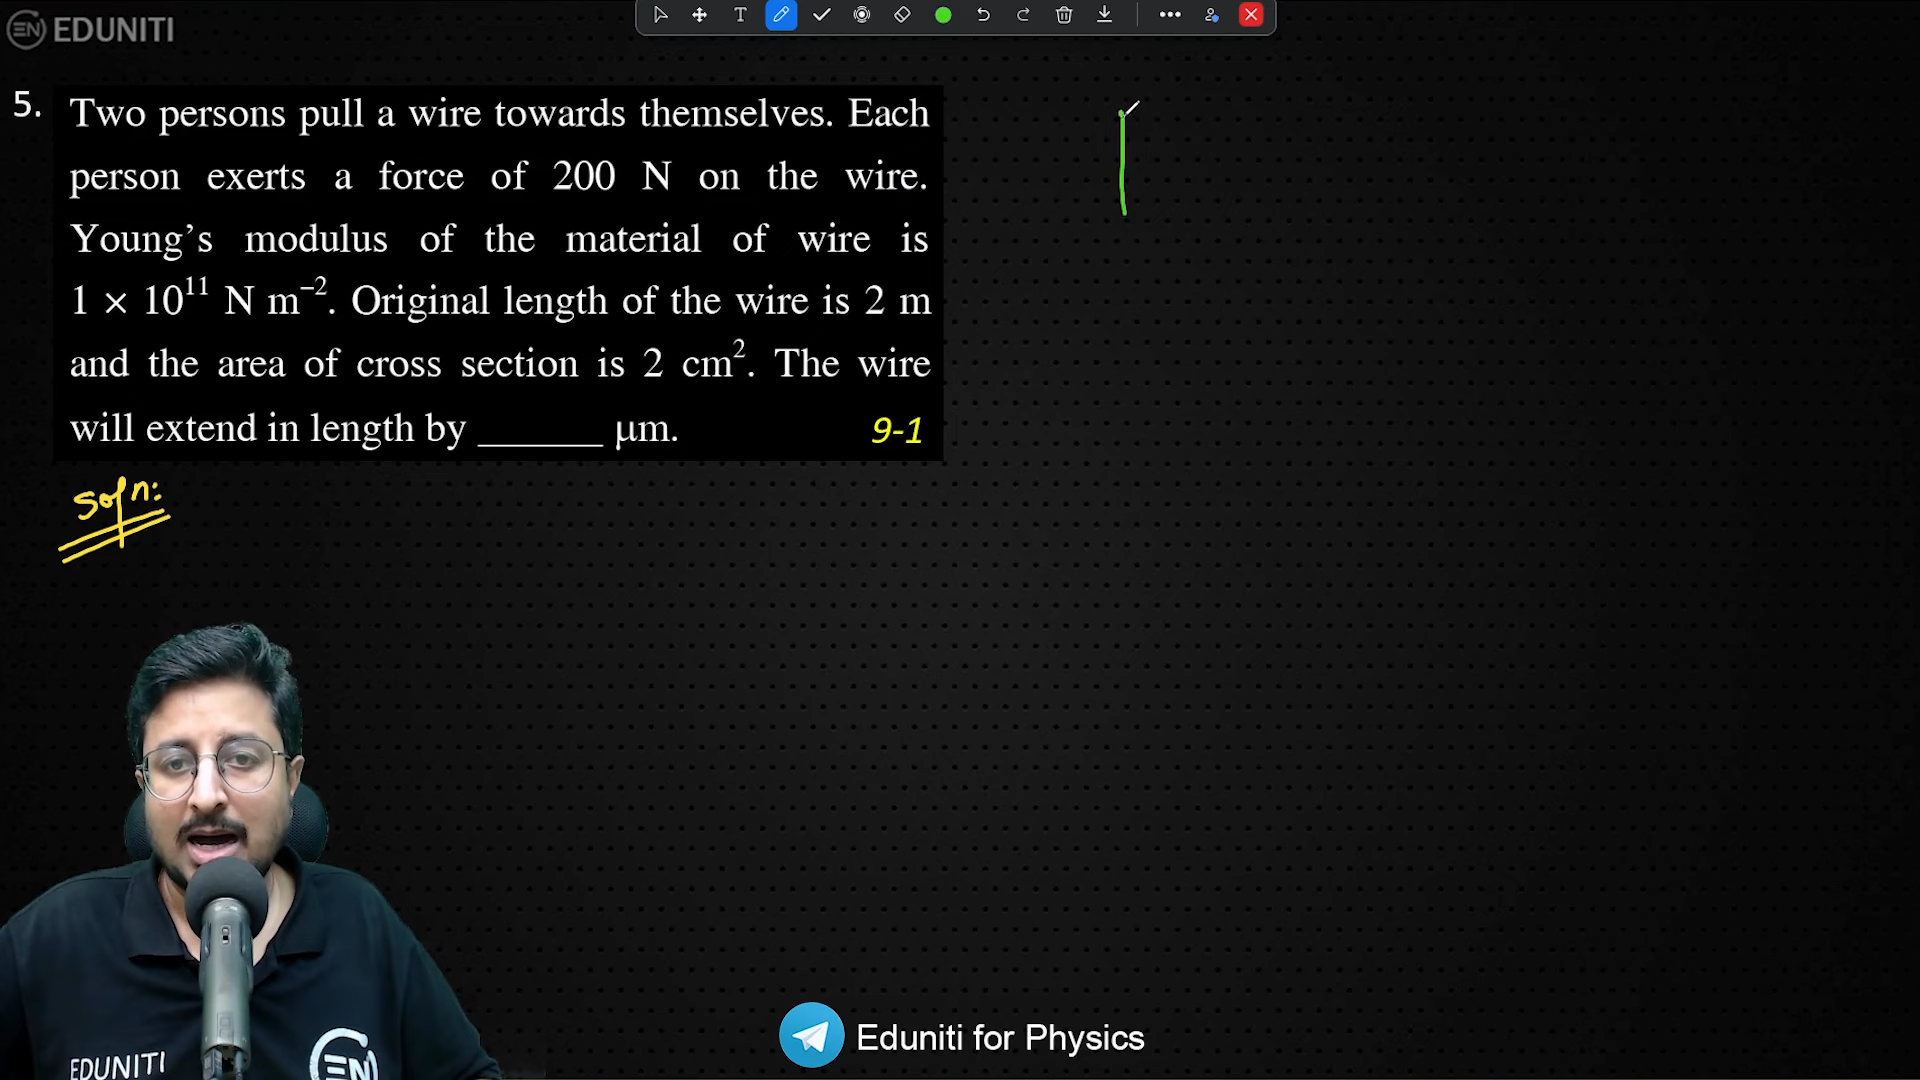 EDUNITI
5.
Two persons pull a wire towards themselves. Each
person exerts a force of 200 N on the wire.
Young's modulus of the material of wire is
1 × 10¹¹ N m⁻². Original length of the wire is 2 m
and the area of cross section is 2 cm². The wire
will extend in length by ______ μm.
9-1
Soln:
EDUNITI
EN
Eduniti for Physics